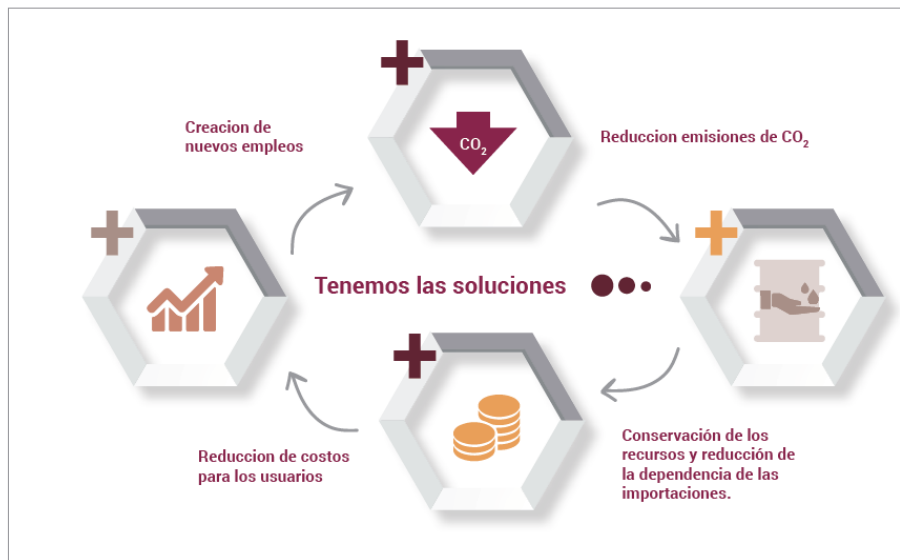 Creacion de
nuevos empleos
CO₂
Reduccion emisiones de CO₂
Tenemos las soluciones
Reduccion de costos
para los usuarios
Conservación de los
recursos y reducción de
la dependencia de las
importaciones.